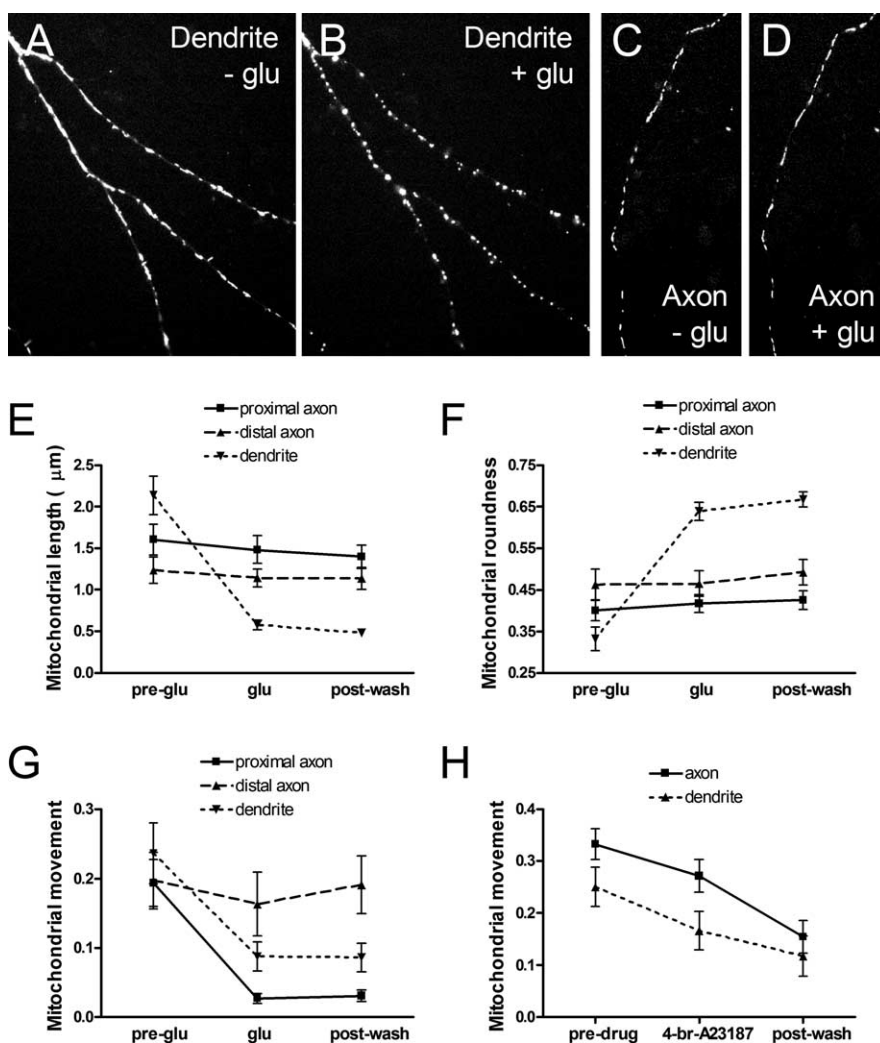 A
Dendrite
- glu
B
Dendrite
+ glu
C
Axon
- glu
D
Axon
+ glu
E
proximal axon
distal axon
dendrite
Mitochondrial length ( μm)
2.5
2.0
1.5
1.0
0.5
0.0
pre-glu glu post-wash
F
proximal axon
distal axon
dendrite
Mitochondrial roundness
0.75
0.65
0.55
0.45
0.35
0.25
pre-glu glu post-wash
G
proximal axon
distal axon
dendrite
Mitochondrial movement
0.3
0.2
0.1
0.0
pre-glu glu post-wash
H
axon
dendrite
Mitochondrial movement
0.4
0.3
0.2
0.1
0.0
pre-drug 4-br-A23187 post-wash